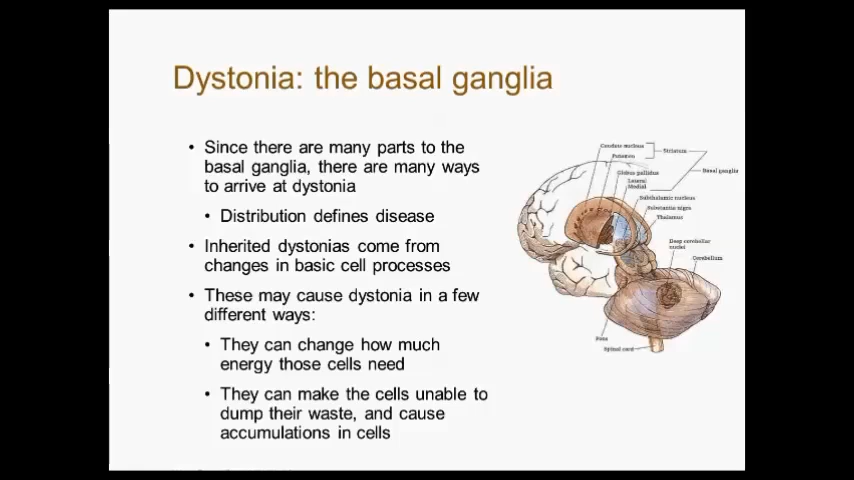 Dystonia: the basal ganglia
• Since there are many parts to the
basal ganglia, there are many ways
to arrive at dystonia
• Distribution defines disease
• Inherited dystonias come from
changes in basic cell processes
• These may cause dystonia in a few
different ways:
• They can change how much
energy those cells need
• They can make the cells unable to
dump their waste, and cause
accumulations in cells
Caudate nucleus
Putamen
Striatum
Globus pallidus
Lateral
Medial
Basal ganglia
Subthalamic nucleus
Substantia nigra
Thalamus
Deep cerebellar
nuclei
Cerebellum
Pons
Spinal cord